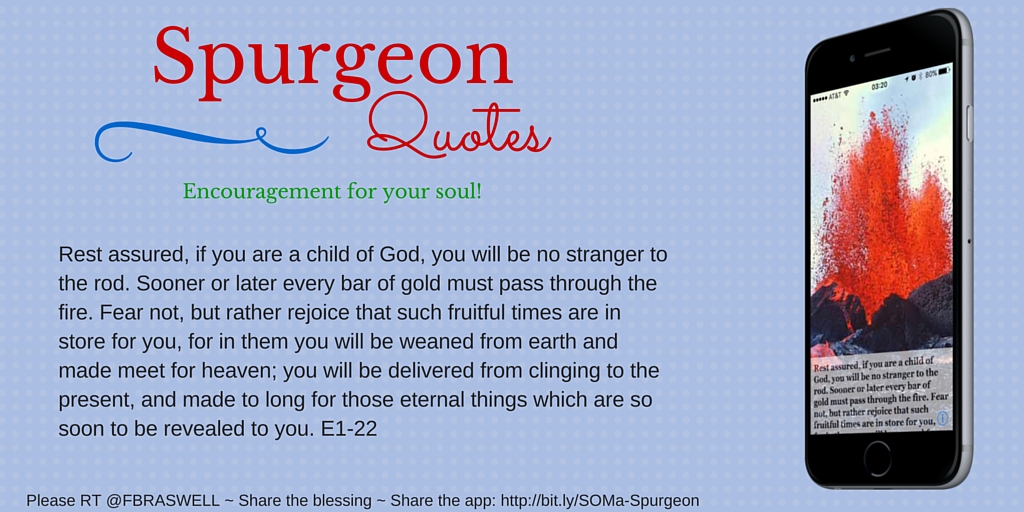 Spurgeon
Quotes
Encouragement for your soul!
Rest assured, if you are a child of God, you will be no stranger to
the rod. Sooner or later every bar of gold must pass through the
fire. Fear not, but rather rejoice that such fruitful times are in
store for you, for in them you will be weaned from earth and
made meet for heaven; you will be delivered from clinging to the
present, and made to long for those eternal things which are so
soon to be revealed to you. E1-22
Please RT @FBRASWELL ~ Share the blessing ~ Share the app: http://bit.ly/SOMa-Spurgeon
AT&T 03:20 80%
Rest assured, if you are a child of
God, you will be no stranger to the
rod. Sooner or later every bar of
gold must pass through the fire. Fear
not, but rather rejoice that such
fruitful times are in store for you,